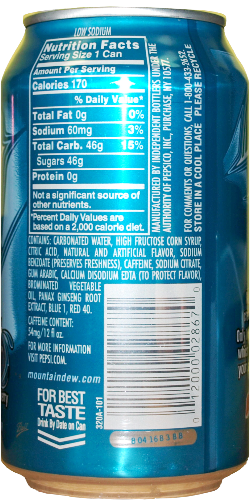 LOW SODIUM
Nutrition Facts
Serving Size 1 Can
Amount Per Serving
Calories 170
% Daily Value*
Total Fat 0g 0%
Sodium 60mg 3%
Total Carb. 46g 15%
Sugars 46g
Protein 0g
Not a significant source of
other nutrients.
*Percent Daily Values are
based on a 2,000 calorie diet.
CONTAINS: CARBONATED WATER, HIGH FRUCTOSE CORN SYRUP,
CITRIC ACID, NATURAL AND ARTIFICIAL FLAVOR, SODIUM
BENZOATE (PRESERVES FRESHNESS), CAFFEINE, SODIUM CITRATE,
GUM ARABIC, CALCIUM DISODIUM EDTA (TO PROTECT FLAVOR),
BROMINATED VEGETABLE
OIL, PANAX GINSENG ROOT
EXTRACT, BLUE 1, RED 40.
CAFFEINE CONTENT:
54mg/12 fl oz.
FOR MORE INFORMATION
VISIT PEPSI.COM.
mountaindew.com
FOR BEST
TASTE
Drink By Date on Can
MANUFACTURED BY INDEPENDENT BOTTLERS UNDER THE
AUTHORITY OF PEPSICO, INC., PURCHASE, NY 10577.
FOR COMMENTS OR QUESTIONS, CALL 1-800-433-2652.
STORE IN A COOL PLACE PLEASE RECYCLE
0 12000 02867 0
320A-101